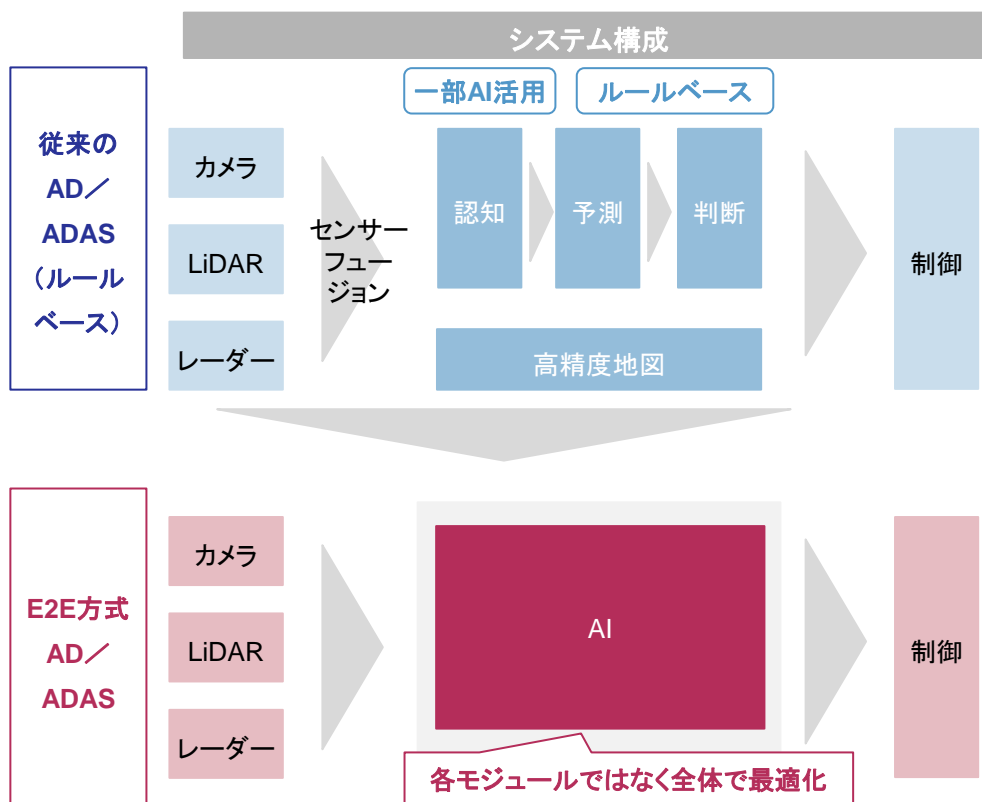 システム構成
従来の
AD／
ADAS
（ルール
ベース）
カメラ
LiDAR
レーダー
センサー
フュー
ジョン
一部AI活用
ルールベース
認知
予測
判断
高精度地図
制御
E2E方式
AD／
ADAS
カメラ
LiDAR
レーダー
AI
各モジュールではなく全体で最適化
制御